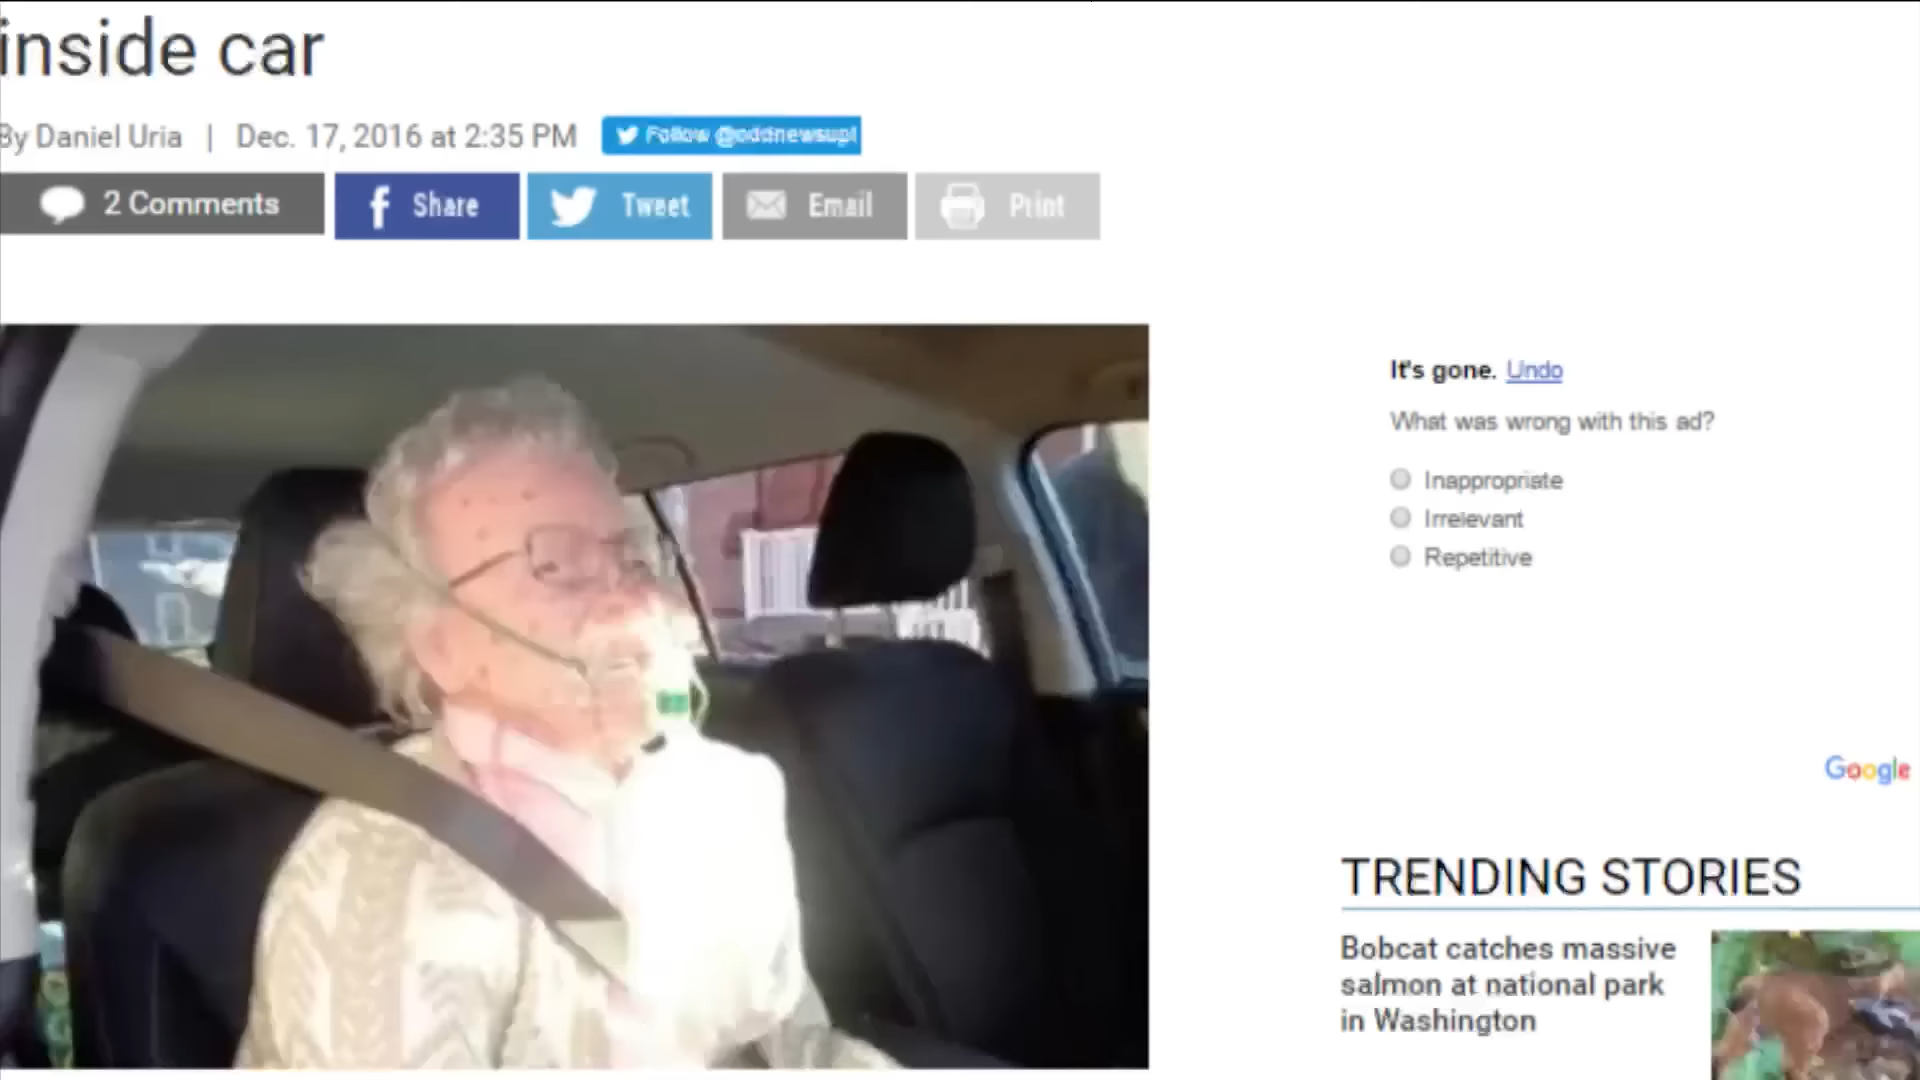 inside car
By Daniel Uria | Dec. 17, 2016 at 2:35 PM
Follow @oddnewsupi
2 Comments
Share
Tweet
Email
Print
It's gone. Undo
What was wrong with this ad?
Inappropriate
Irrelevant
Repetitive
Google
TRENDING STORIES
Bobcat catches massive
salmon at national park
in Washington